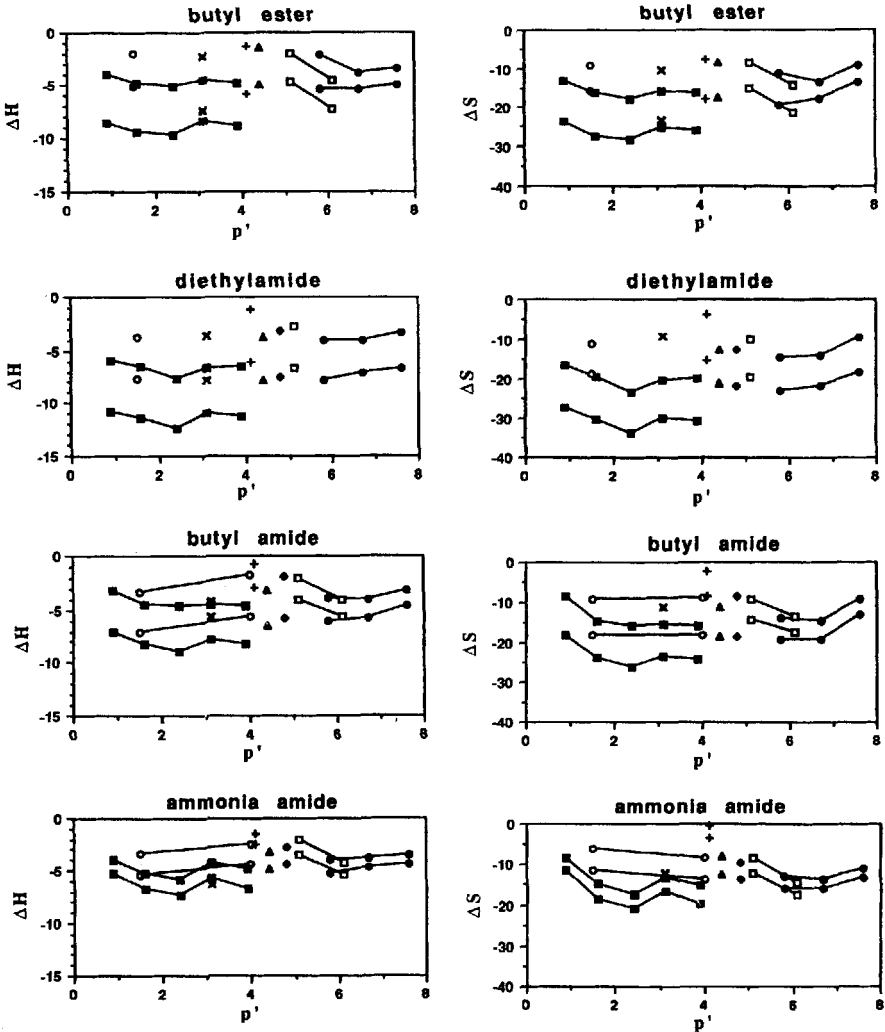 butyl ester
butyl ester
0
-5
-10
-15
ΔH
0 2 4 6 8
p'
0
-10
-20
-30
-40
ΔS
0 2 4 6 8
p'
diethylamide
diethylamide
0
-5
-10
-15
ΔH
0 2 4 6 8
p'
0
-10
-20
-30
-40
ΔS
0 2 4 6 8
p'
butyl amide
butyl amide
0
-5
-10
-15
ΔH
0 2 4 6 8
p'
0
-10
-20
-30
-40
ΔS
0 2 4 6 8
p'
ammonia amide
ammonia amide
0
-5
-10
-15
ΔH
0 2 4 6 8
p'
0
-10
-20
-30
-40
ΔS
0 2 4 6 8
p'